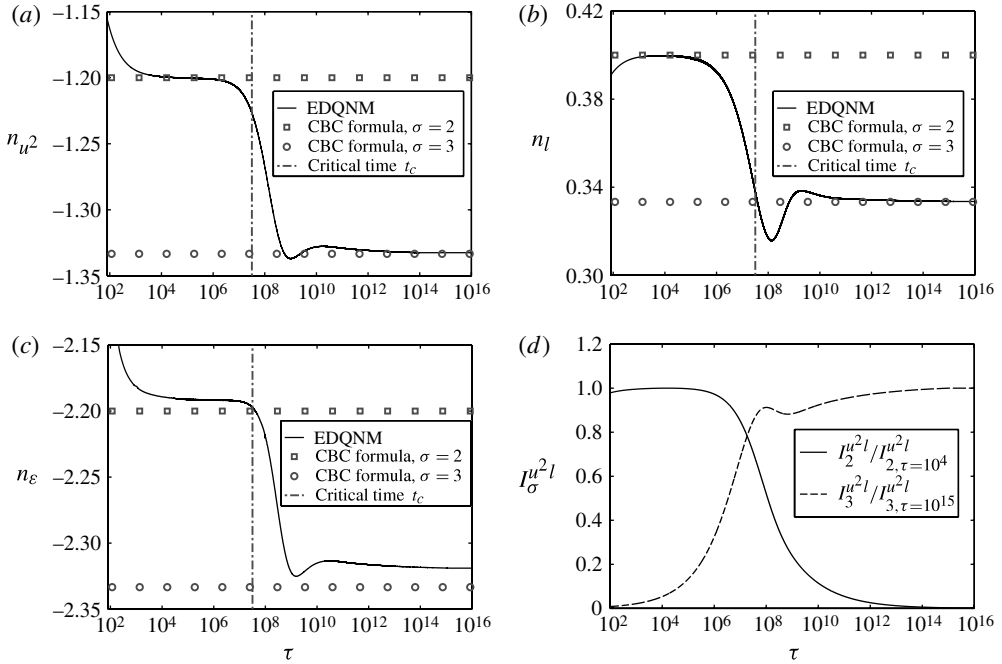 (a)
−1.15
−1.20
−1.25
−1.30
−1.35
n_{u^2}
EDQNM
CBC formula, σ = 2
CBC formula, σ = 3
Critical time t_c
10^2 10^4 10^6 10^8 10^10 10^12 10^14 10^16
(b)
0.42
0.38
0.34
0.30
n_l
EDQNM
CBC formula, σ = 2
CBC formula, σ = 3
Critical time t_c
10^2 10^4 10^6 10^8 10^10 10^12 10^14 10^16
(c)
−2.15
−2.20
−2.25
−2.30
−2.35
n_ε
EDQNM
CBC formula, σ = 2
CBC formula, σ = 3
Critical time t_c
10^2 10^4 10^6 10^8 10^10 10^12 10^14 10^16
τ
(d)
1.2
1.0
0.8
0.6
0.4
0.2
0
I_σ^{u^2 l}
I_2^{u^2 l}/I_{2,τ=10^4}^{u^2 l}
I_3^{u^2 l}/I_{3,τ=10^15}^{u^2 l}
10^2 10^4 10^6 10^8 10^10 10^12 10^14 10^16
τ